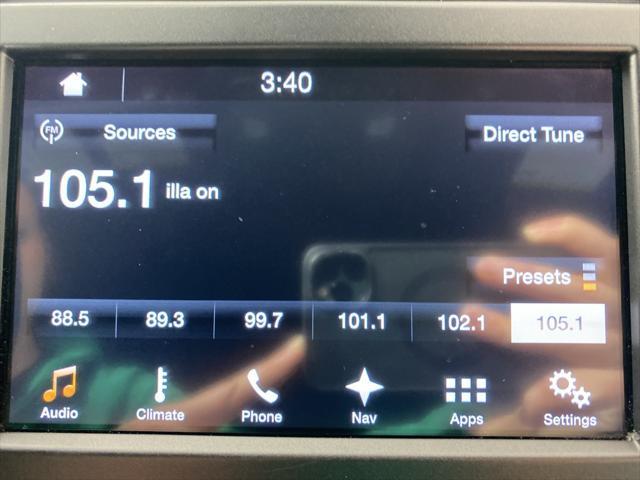 3:40
FM Sources
Direct Tune
105.1 illa on
Presets
88.5 89.3 99.7 101.1 102.1 105.1
Audio Climate Phone Nav Apps Settings